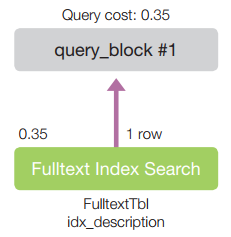 Query cost: 0.35
query_block #1
0.35
1 row
Fulltext Index Search
FulltextTbl
idx_description